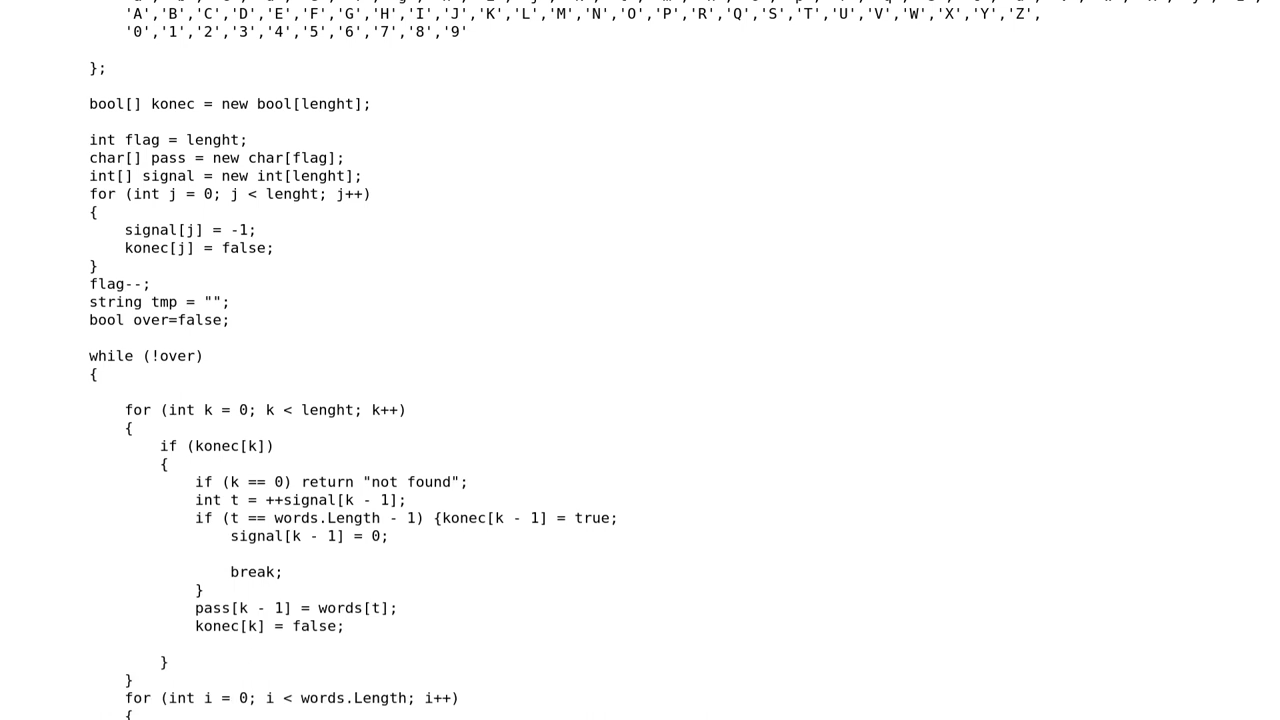 'A','B','C','D','E','F','G','H','I','J','K','L','M','N','O','P','R','Q','S','T','U','V','W','X','Y','Z',
'0','1','2','3','4','5','6','7','8','9'
};
bool[] konec = new bool[lenght];
int flag = lenght;
char[] pass = new char[flag];
int[] signal = new int[lenght];
for (int j = 0; j < lenght; j++)
{
signal[j] = -1;
konec[j] = false;
}
flag--;
string tmp = "";
bool over=false;
while (!over)
{
for (int k = 0; k < lenght; k++)
{
if (konec[k])
{
if (k == 0) return "not found";
int t = ++signal[k - 1];
if (t == words.Length - 1) {konec[k - 1] = true;
signal[k - 1] = 0;
break;
}
pass[k - 1] = words[t];
konec[k] = false;
}
}
for (int i = 0; i < words.Length; i++)
{